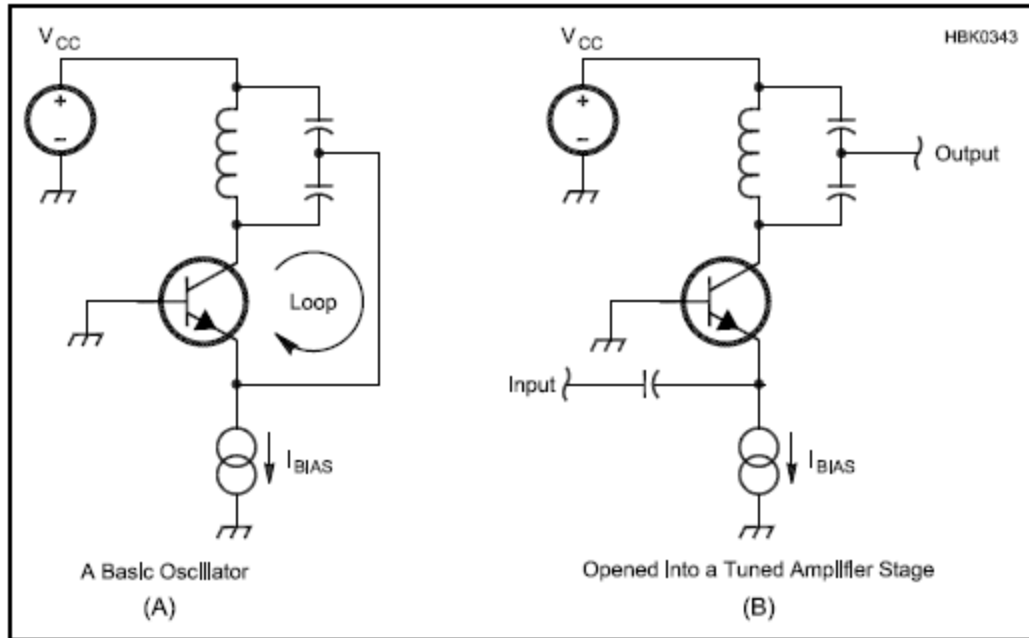 HBK0343
VCC
+
−
Loop
IBIAS
A Basic Oscillator
(A)
VCC
+
−
Output
Input
IBIAS
Opened Into a Tuned Amplifier Stage
(B)